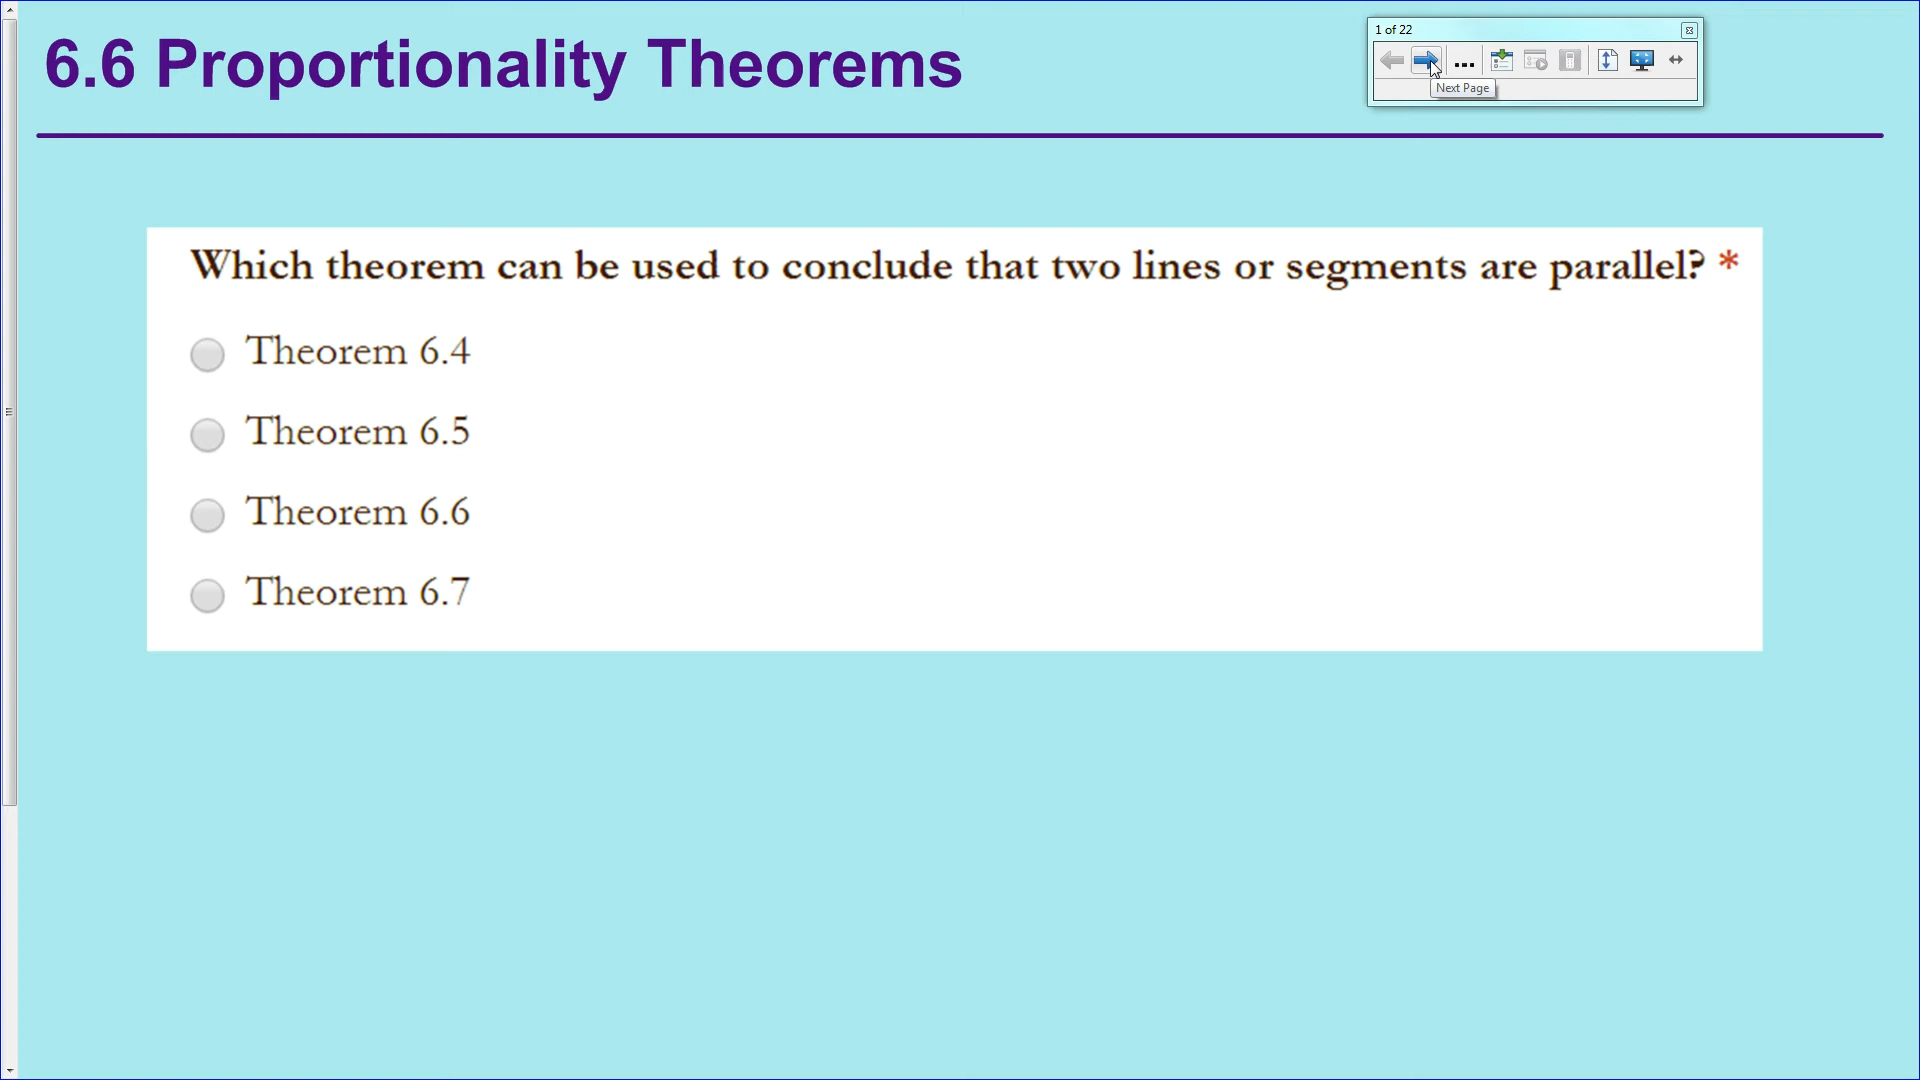 6.6 Proportionality Theorems
1 of 22
...
Next Page
Which theorem can be used to conclude that two lines or segments are parallel? *
Theorem 6.4
Theorem 6.5
Theorem 6.6
Theorem 6.7